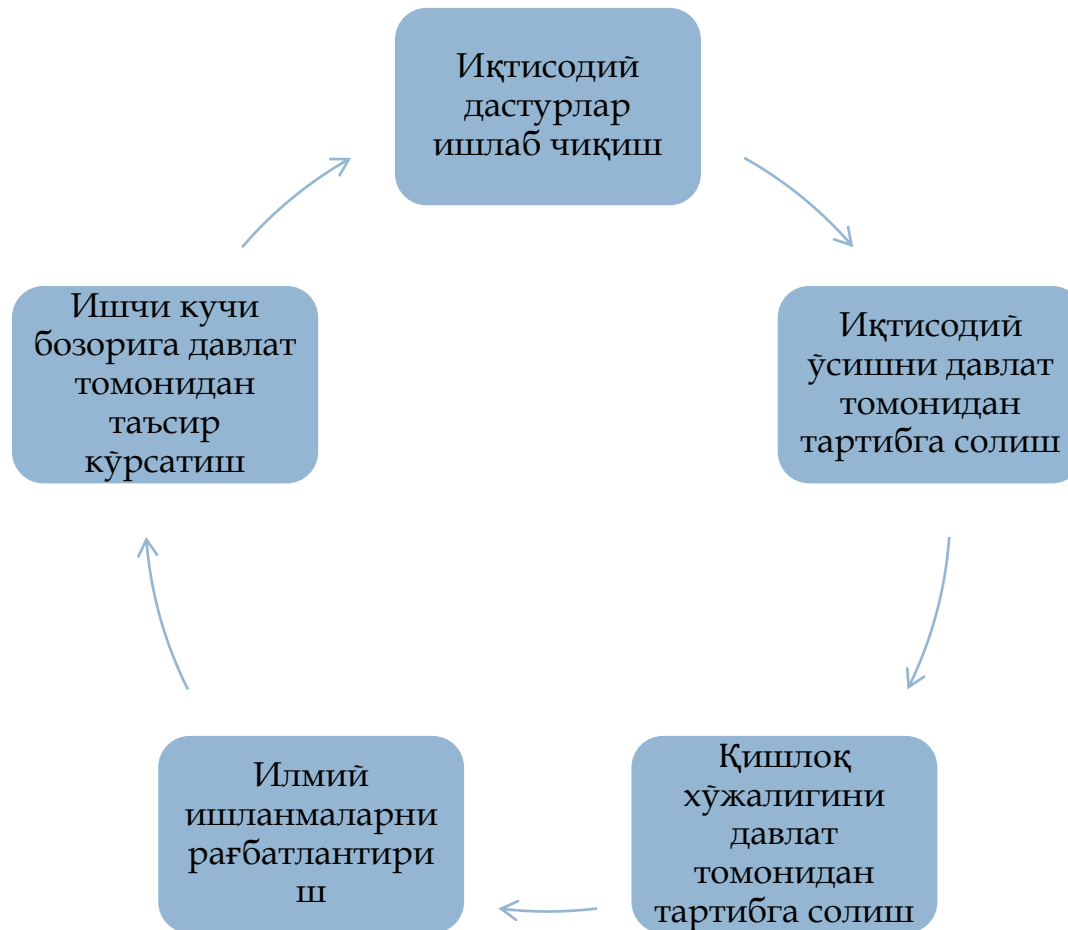 Иқтисодий
дастурлар
ишлаб чиқиш
Иқтисодий
ўсишни давлат
томонидан
тартибга солиш
Қишлоқ
хўжалигини
давлат
томонидан
тартибга солиш
Илмий
ишланмаларни
рағбатлантири
ш
Ишчи кучи
бозорига давлат
томонидан
таъсир
кўрсатиш